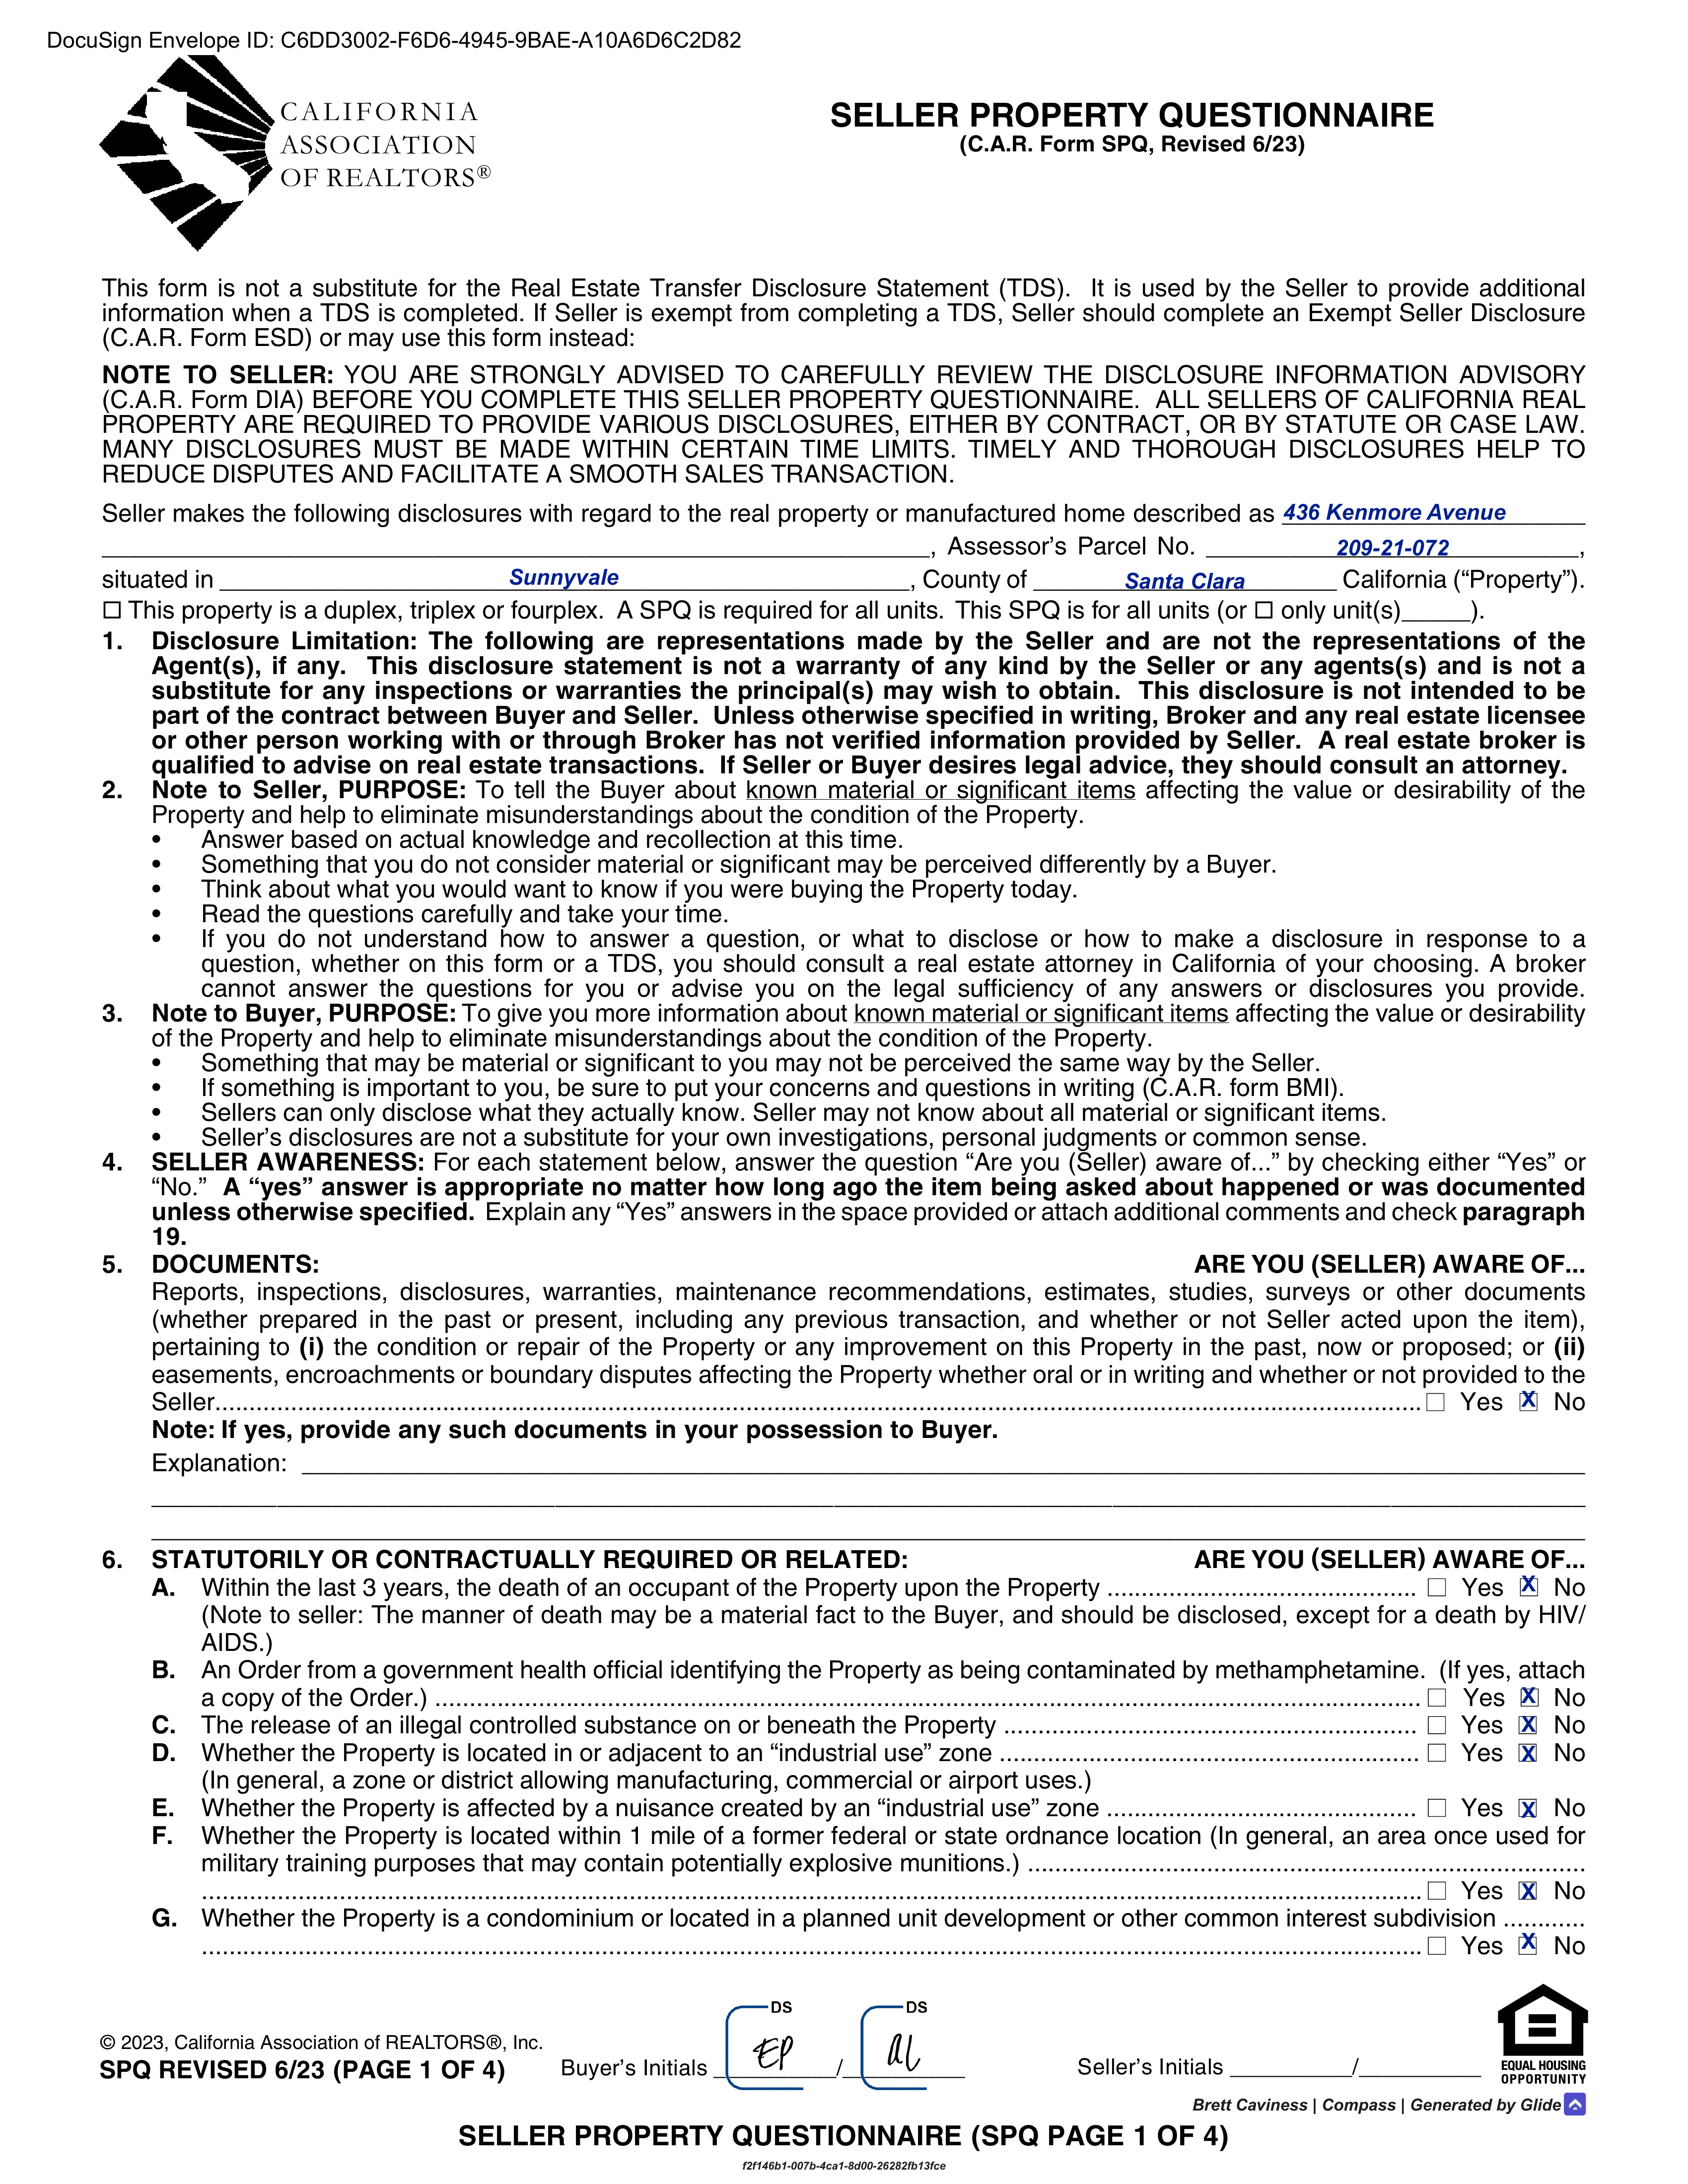 DocuSign Envelope ID: C6DD3002-F6D6-4945-9BAE-A10A6D6C2D82
CALIFORNIA
ASSOCIATION
OF REALTORS®
SELLER PROPERTY QUESTIONNAIRE
(C.A.R. Form SPQ, Revised 6/23)
This form is not a substitute for the Real Estate Transfer Disclosure Statement (TDS). It is used by the Seller to provide additional
information when a TDS is completed. If Seller is exempt from completing a TDS, Seller should complete an Exempt Seller Disclosure
(C.A.R. Form ESD) or may use this form instead:
NOTE TO SELLER: YOU ARE STRONGLY ADVISED TO CAREFULLY REVIEW THE DISCLOSURE INFORMATION ADVISORY
(C.A.R. Form DIA) BEFORE YOU COMPLETE THIS SELLER PROPERTY QUESTIONNAIRE. ALL SELLERS OF CALIFORNIA REAL
PROPERTY ARE REQUIRED TO PROVIDE VARIOUS DISCLOSURES, EITHER BY CONTRACT, OR BY STATUTE OR CASE LAW.
MANY DISCLOSURES MUST BE MADE WITHIN CERTAIN TIME LIMITS. TIMELY AND THOROUGH DISCLOSURES HELP TO
REDUCE DISPUTES AND FACILITATE A SMOOTH SALES TRANSACTION.
Seller makes the following disclosures with regard to the real property or manufactured home described as 436 Kenmore Avenue
, Assessor's Parcel No. 209-21-072,
situated in Sunnyvale, County of Santa Clara California ("Property").
☐ This property is a duplex, triplex or fourplex. A SPQ is required for all units. This SPQ is for all units (or ☐ only unit(s)_____).
1. Disclosure Limitation: The following are representations made by the Seller and are not the representations of the
Agent(s), if any. This disclosure statement is not a warranty of any kind by the Seller or any agents(s) and is not a
substitute for any inspections or warranties the principal(s) may wish to obtain. This disclosure is not intended to be
part of the contract between Buyer and Seller. Unless otherwise specified in writing, Broker and any real estate licensee
or other person working with or through Broker has not verified information provided by Seller. A real estate broker is
qualified to advise on real estate transactions. If Seller or Buyer desires legal advice, they should consult an attorney.
2. Note to Seller, PURPOSE: To tell the Buyer about known material or significant items affecting the value or desirability of the
Property and help to eliminate misunderstandings about the condition of the Property.
• Answer based on actual knowledge and recollection at this time.
• Something that you do not consider material or significant may be perceived differently by a Buyer.
• Think about what you would want to know if you were buying the Property today.
• Read the questions carefully and take your time.
• If you do not understand how to answer a question, or what to disclose or how to make a disclosure in response to a
question, whether on this form or a TDS, you should consult a real estate attorney in California of your choosing. A broker
cannot answer the questions for you or advise you on the legal sufficiency of any answers or disclosures you provide.
3. Note to Buyer, PURPOSE: To give you more information about known material or significant items affecting the value or desirability
of the Property and help to eliminate misunderstandings about the condition of the Property.
• Something that may be material or significant to you may not be perceived the same way by the Seller.
• If something is important to you, be sure to put your concerns and questions in writing (C.A.R. form BMI).
• Sellers can only disclose what they actually know. Seller may not know about all material or significant items.
• Seller's disclosures are not a substitute for your own investigations, personal judgments or common sense.
4. SELLER AWARENESS: For each statement below, answer the question "Are you (Seller) aware of..." by checking either "Yes" or
"No." A "yes" answer is appropriate no matter how long ago the item being asked about happened or was documented
unless otherwise specified. Explain any "Yes" answers in the space provided or attach additional comments and check paragraph
19.
5. DOCUMENTS: ARE YOU (SELLER) AWARE OF...
Reports, inspections, disclosures, warranties, maintenance recommendations, estimates, studies, surveys or other documents
(whether prepared in the past or present, including any previous transaction, and whether or not Seller acted upon the item),
pertaining to (i) the condition or repair of the Property or any improvement on this Property in the past, now or proposed; or (ii)
easements, encroachments or boundary disputes affecting the Property whether oral or in writing and whether or not provided to the
Seller.......... ☐ Yes ☒ No
Note: If yes, provide any such documents in your possession to Buyer.
Explanation:
6. STATUTORILY OR CONTRACTUALLY REQUIRED OR RELATED: ARE YOU (SELLER) AWARE OF...
A. Within the last 3 years, the death of an occupant of the Property upon the Property .......... ☐ Yes ☒ No
(Note to seller: The manner of death may be a material fact to the Buyer, and should be disclosed, except for a death by HIV/
AIDS.)
B. An Order from a government health official identifying the Property as being contaminated by methamphetamine. (If yes, attach
a copy of the Order.) .......... ☐ Yes ☒ No
C. The release of an illegal controlled substance on or beneath the Property .......... ☐ Yes ☒ No
D. Whether the Property is located in or adjacent to an "industrial use" zone .......... ☐ Yes ☒ No
(In general, a zone or district allowing manufacturing, commercial or airport uses.)
E. Whether the Property is affected by a nuisance created by an "industrial use" zone .......... ☐ Yes ☒ No
F. Whether the Property is located within 1 mile of a former federal or state ordnance location (In general, an area once used for
military training purposes that may contain potentially explosive munitions.) ..........
.......... ☐ Yes ☒ No
G. Whether the Property is a condominium or located in a planned unit development or other common interest subdivision ..........
.......... ☐ Yes ☒ No
© 2023, California Association of REALTORS®, Inc.
SPQ REVISED 6/23 (PAGE 1 OF 4)
DS DS
Buyer's Initials EP / AL
Seller's Initials _________/_________
EQUAL HOUSING
OPPORTUNITY
Brett Caviness | Compass | Generated by Glide
SELLER PROPERTY QUESTIONNAIRE (SPQ PAGE 1 OF 4)
f2f146b1-007b-4ca1-8d00-26282fb13fce